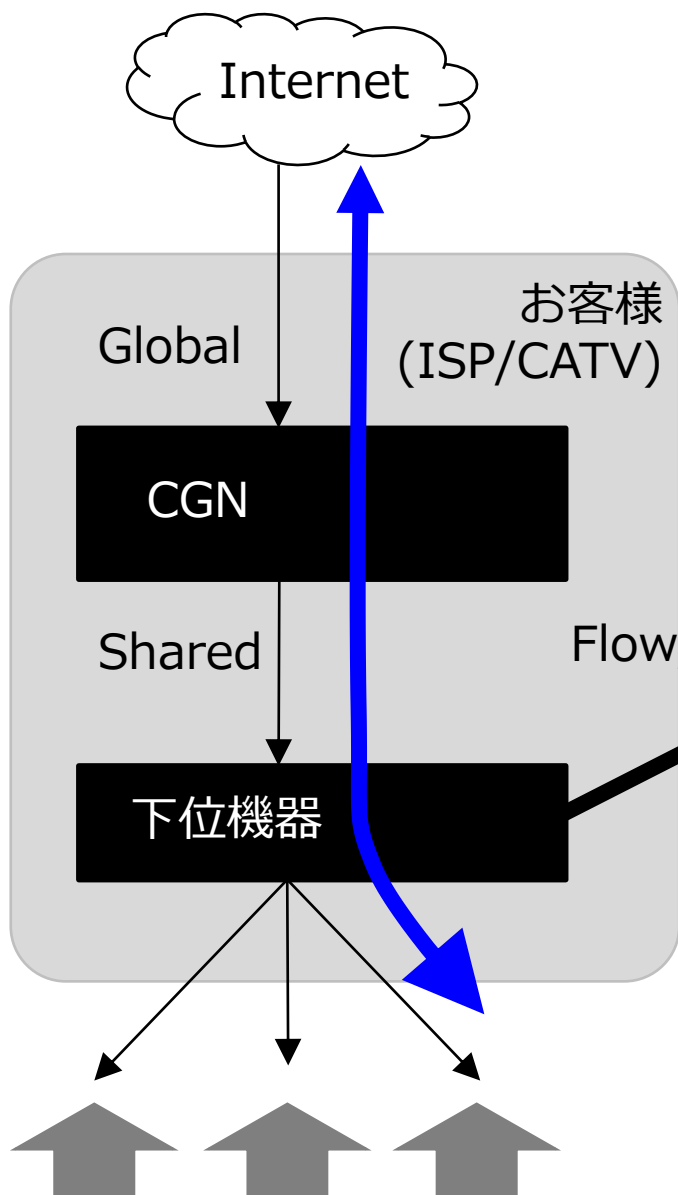 Internet
お客様
(ISP/CATV)
Global
CGN
Shared
Flow
下位機器